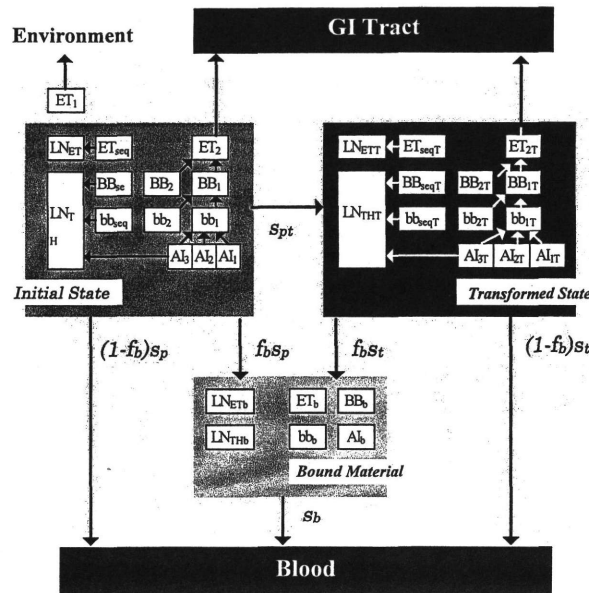 GI Tract
Environment
ET1
LNET ETseq ET2
BBse BB2 BB1
LNT
H
bbseq bb2 bb1
AI3 AI2 AI1
Initial State
spt
LNETT ETseqT ET2T
BBseqT BB2T BB1T
LNTHT
bbseqT bb2T bb1T
AI3T AI2T AI1T
Transformed State
(1-fb)sp
fbsp
fbst
(1-fb)st
LNETb ETb BBb
LNTHb bbb AIb
Bound Material
sb
Blood